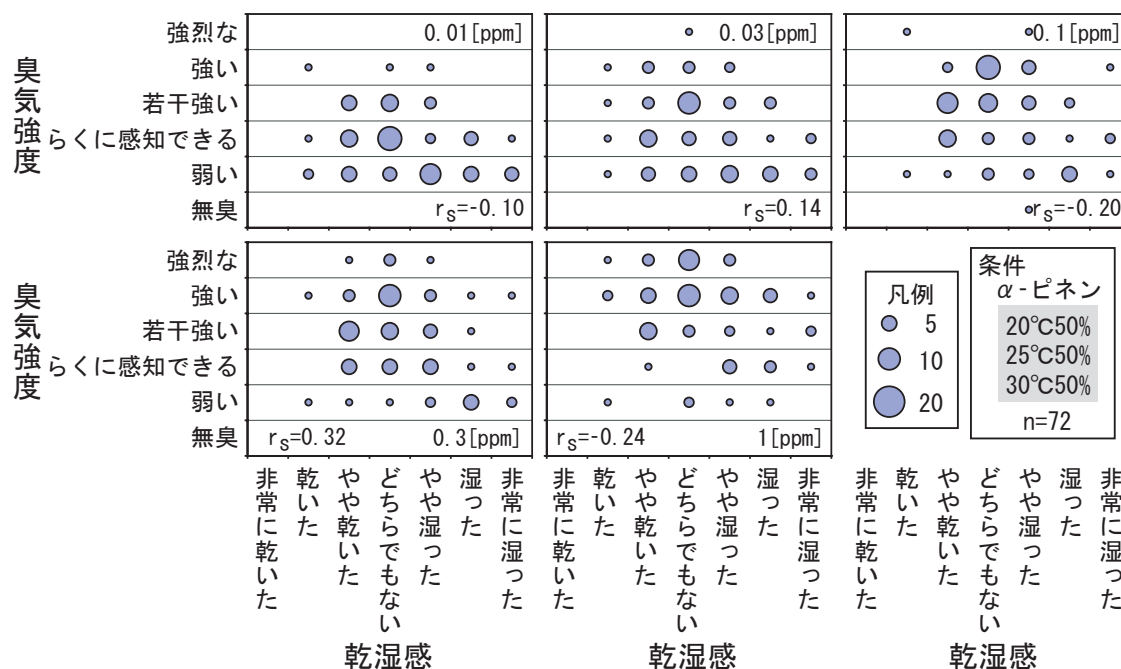 臭気強度
強烈な
強い
若干強い
らくに感知できる
弱い
無臭
0.01[ppm]
rS=-0.10
0.03[ppm]
rS=0.14
0.1[ppm]
rS=-0.20
臭気強度
強烈な
強い
若干強い
らくに感知できる
弱い
無臭
rS=0.32 0.3[ppm]
rS=-0.24 1[ppm]
凡例
5
10
20
条件
α-ピネン
20℃50%
25℃50%
30℃50%
n=72
非常に乾いた
乾いた
やや乾いた
どちらでもない
やや湿った
湿った
非常に湿った
乾湿感
非常に乾いた
乾いた
やや乾いた
どちらでもない
やや湿った
湿った
非常に湿った
乾湿感
非常に乾いた
乾いた
やや乾いた
どちらでもない
やや湿った
湿った
非常に湿った
乾湿感